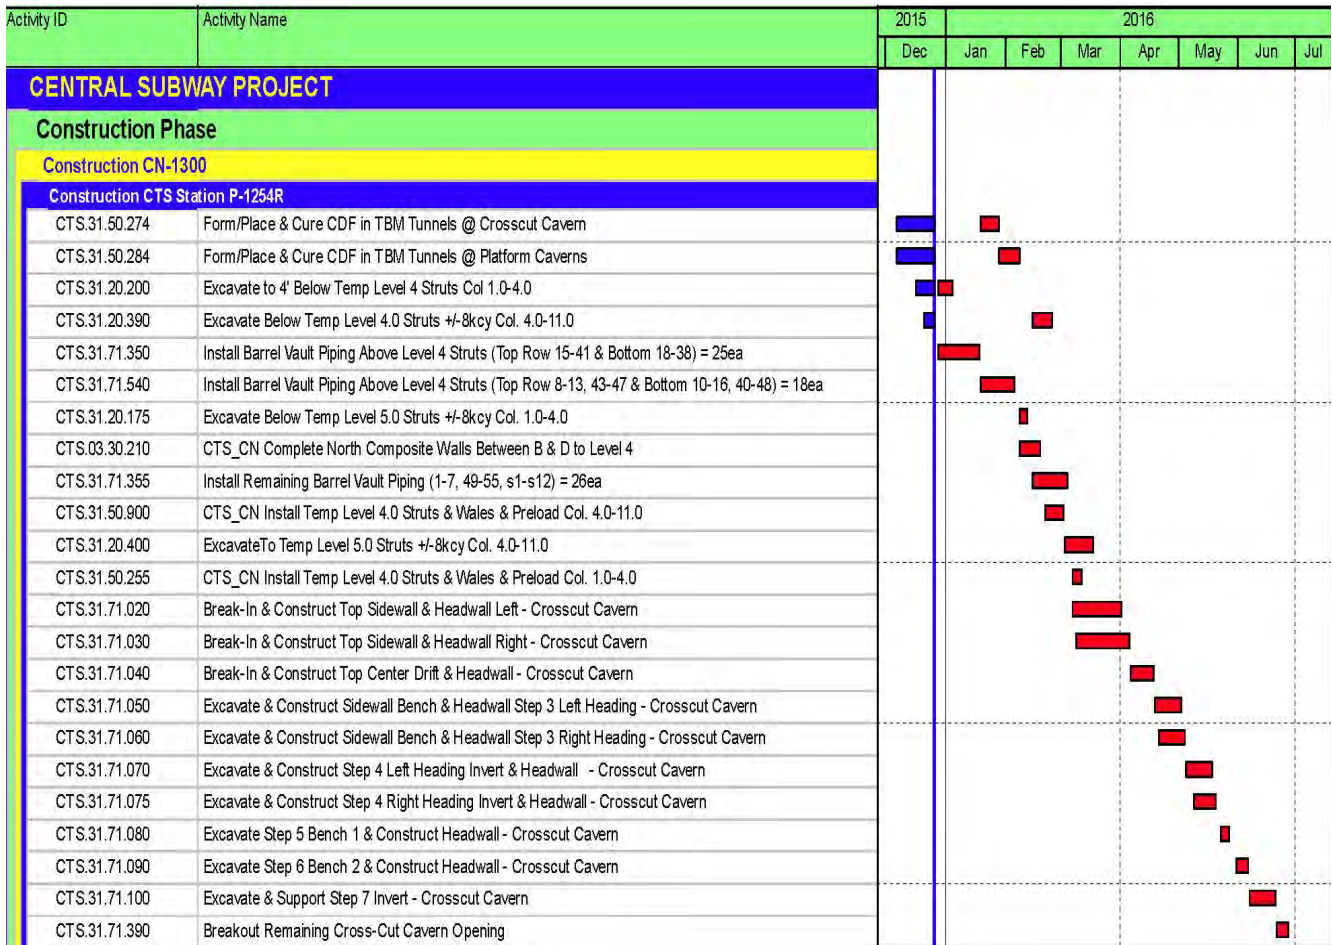 Activity ID Activity Name 2015 2016
Dec Jan Feb Mar Apr May Jun Jul
CENTRAL SUBWAY PROJECT
Construction Phase
Construction CN-1300
Construction CTS Station P-1254R
CTS.31.50.274 Form/Place & Cure CDF in TBM Tunnels @ Crosscut Cavern
CTS.31.50.284 Form/Place & Cure CDF in TBM Tunnels @ Platform Caverns
CTS.31.20.200 Excavate to 4' Below Temp Level 4 Struts Col 1.0-4.0
CTS.31.20.390 Excavate Below Temp Level 4.0 Struts +/-8kcy Col. 4.0-11.0
CTS.31.71.350 Install Barrel Vault Piping Above Level 4 Struts (Top Row 15-41 & Bottom 18-38) = 25ea
CTS.31.71.540 Install Barrel Vault Piping Above Level 4 Struts (Top Row 8-13, 43-47 & Bottom 10-16, 40-48) = 18ea
CTS.31.20.175 Excavate Below Temp Level 5.0 Struts +/-8kcy Col. 1.0-4.0
CTS.03.30.210 CTS_CN Complete North Composite Walls Between B & D to Level 4
CTS.31.71.355 Install Remaining Barrel Vault Piping (1-7, 49-55, s1-s12) = 26ea
CTS.31.50.900 CTS_CN Install Temp Level 4.0 Struts & Wales & Preload Col. 4.0-11.0
CTS.31.20.400 ExcavateTo Temp Level 5.0 Struts +/-8kcy Col. 4.0-11.0
CTS.31.50.255 CTS_CN Install Temp Level 4.0 Struts & Wales & Preload Col. 1.0-4.0
CTS.31.71.020 Break-In & Construct Top Sidewall & Headwall Left - Crosscut Cavern
CTS.31.71.030 Break-In & Construct Top Sidewall & Headwall Right - Crosscut Cavern
CTS.31.71.040 Break-In & Construct Top Center Drift & Headwall - Crosscut Cavern
CTS.31.71.050 Excavate & Construct Sidewall Bench & Headwall Step 3 Left Heading - Crosscut Cavern
CTS.31.71.060 Excavate & Construct Sidewall Bench & Headwall Step 3 Right Heading - Crosscut Cavern
CTS.31.71.070 Excavate & Construct Step 4 Left Heading Invert & Headwall - Crosscut Cavern
CTS.31.71.075 Excavate & Construct Step 4 Right Heading Invert & Headwall - Crosscut Cavern
CTS.31.71.080 Excavate Step 5 Bench 1 & Construct Headwall - Crosscut Cavern
CTS.31.71.090 Excavate Step 6 Bench 2 & Construct Headwall - Crosscut Cavern
CTS.31.71.100 Excavate & Support Step 7 Invert - Crosscut Cavern
CTS.31.71.390 Breakout Remaining Cross-Cut Cavern Opening